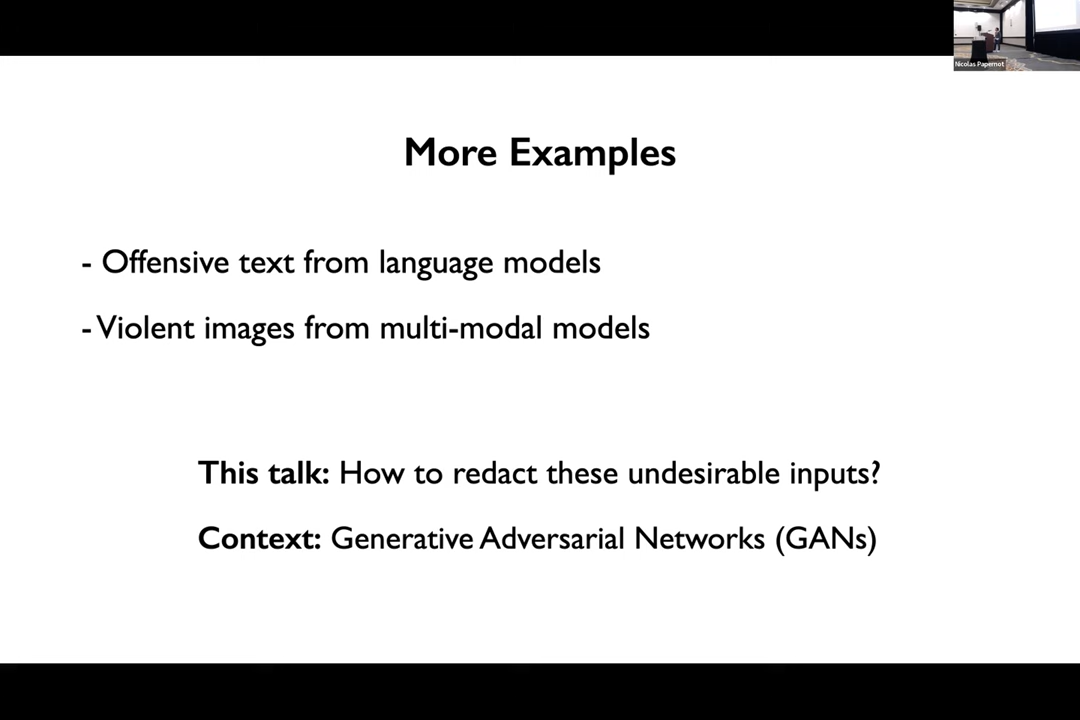 Nicolas Papernot
More Examples
- Offensive text from language models
- Violent images from multi-modal models
This talk: How to redact these undesirable inputs?
Context: Generative Adversarial Networks (GANs)